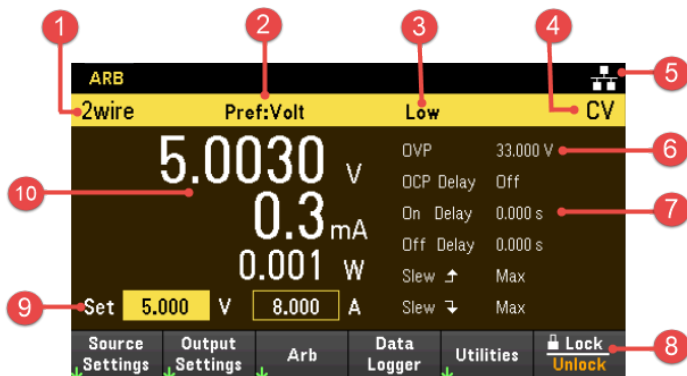 1 2 3 4
ARB 5
2wire Pref:Volt Low CV
5.0030 V OVP 33.000 V 6
10 OCP Delay Off
0.3 mA On Delay 0.000 s 7
Off Delay 0.000 s
0.001 W Slew Max
9 Set 5.000 V 8.000 A Slew Max
Source Settings Output Settings Arb Data Logger Utilities Lock Unlock 8